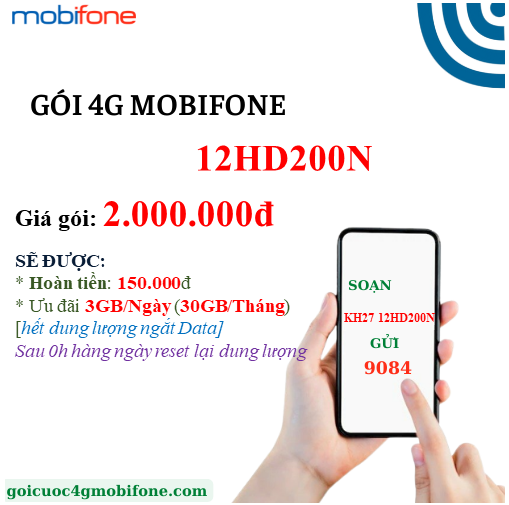 mobifone
GÓI 4G MOBIFONE
12HD200N
Giá gói: 2.000.000đ
SẼ ĐƯỢC:
* Hoàn tiền: 150.000đ
* Ưu đãi 3GB/Ngày (30GB/Tháng)
[hết dung lượng ngắt Data]
Sau 0h hàng ngày reset lại dung lượng
SOẠN
KH27 12HD200N
GỬI
9084
goicuoc4gmobifone.com